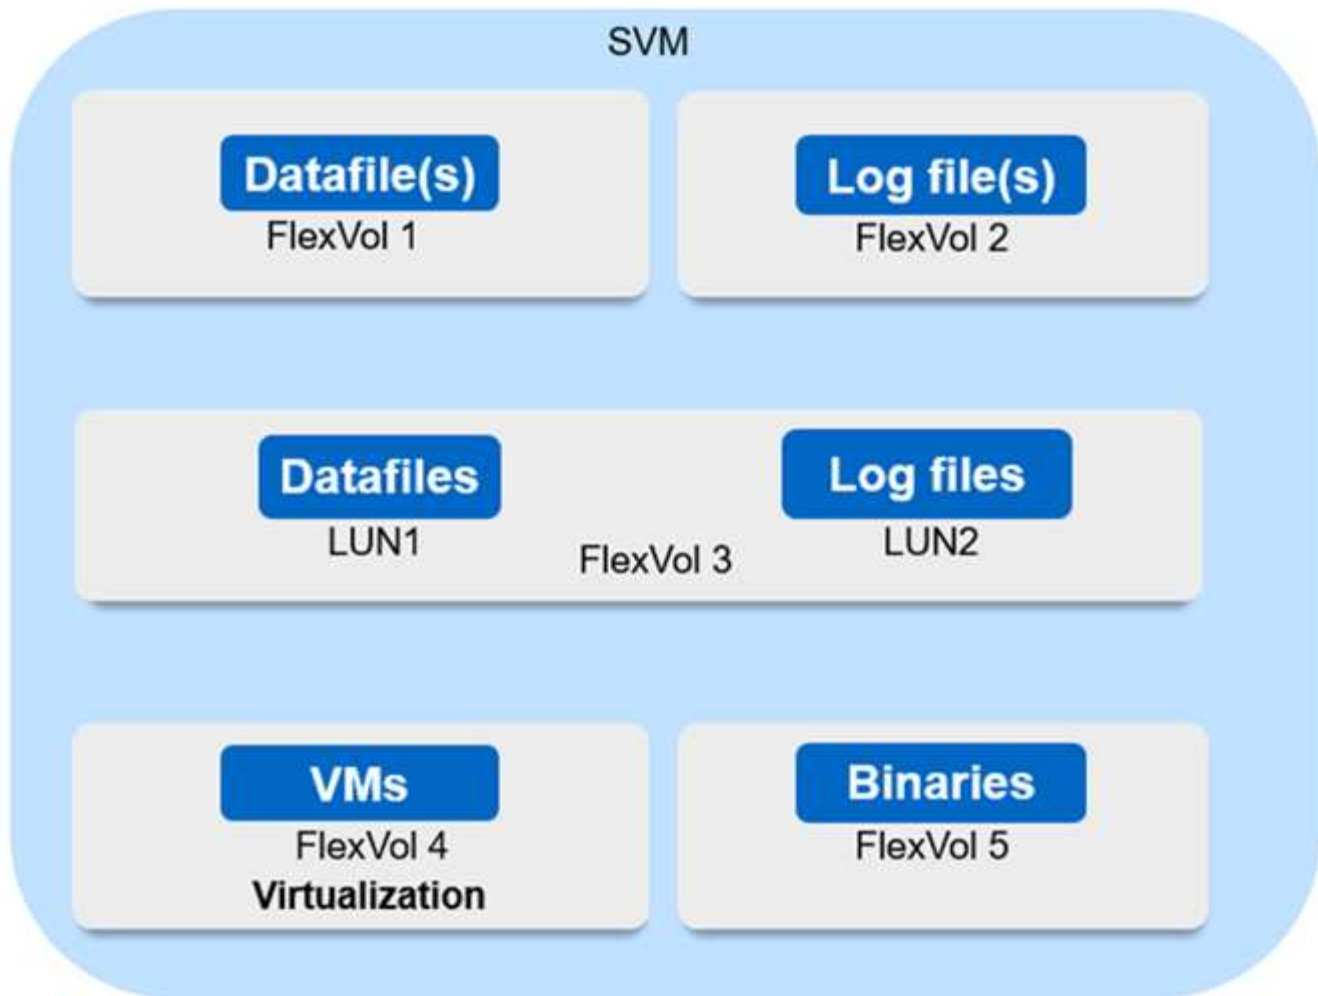 SVM
Datafile(s)
FlexVol 1
Log file(s)
FlexVol 2
Datafiles
LUN1
FlexVol 3
Log files
LUN2
VMs
FlexVol 4
Virtualization
Binaries
FlexVol 5